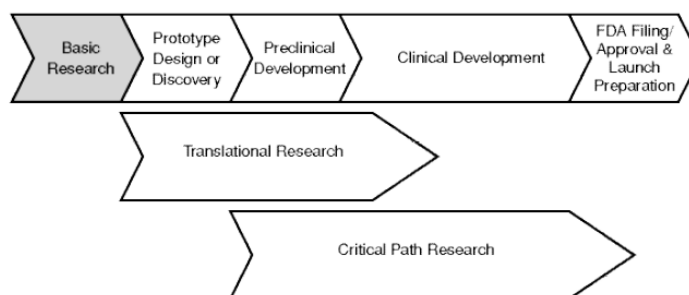 Basic
Research
Prototype
Design or
Discovery
Preclinical
Development
Clinical Development
FDA Filing/
Approval &
Launch
Preparation
Translational Research
Critical Path Research